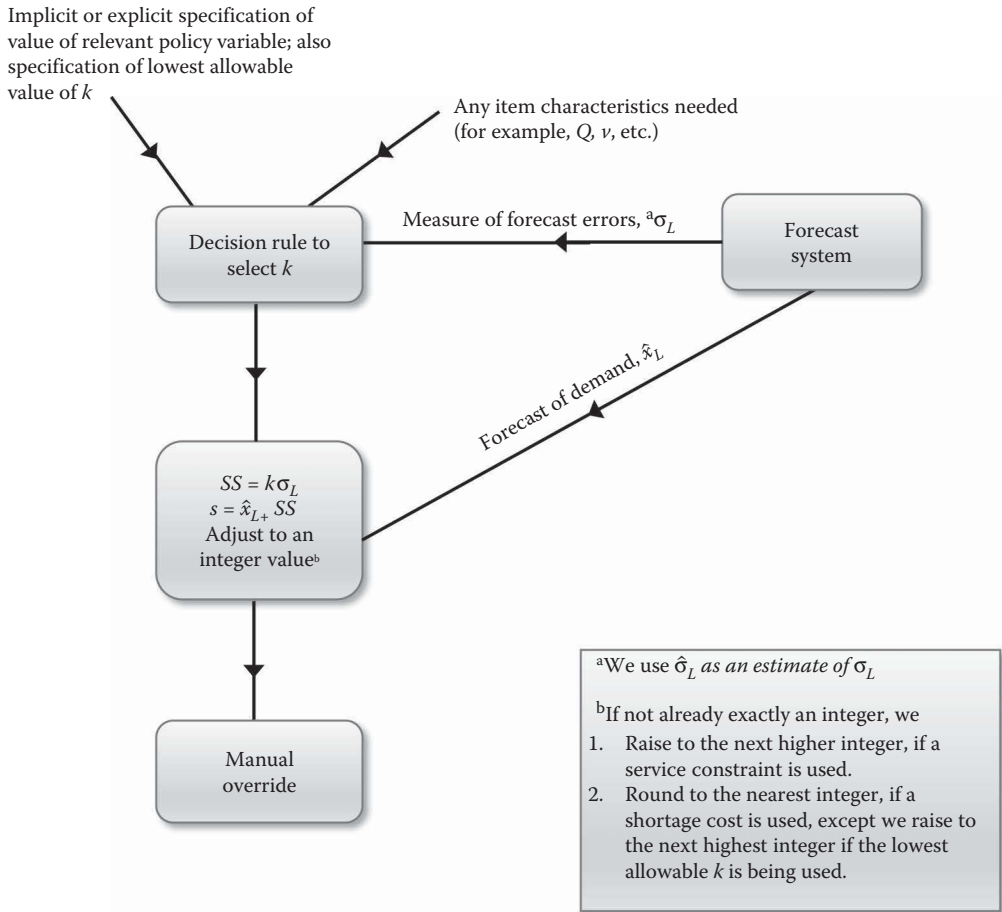 Implicit or explicit specification of
value of relevant policy variable; also
specification of lowest allowable
value of k
Any item characteristics needed
(for example, Q, v, etc.)
Measure of forecast errors, ᵃσ_L
Decision rule to
select k
Forecast
system
Forecast of demand, x̂_L
SS = kσ_L
s = x̂_{L+} SS
Adjust to an
integer valueᵇ
Manual
override
ᵃWe use σ̂_L as an estimate of σ_L
ᵇIf not already exactly an integer, we
1. Raise to the next higher integer, if a
service constraint is used.
2. Round to the nearest integer, if a
shortage cost is used, except we raise to
the next highest integer if the lowest
allowable k is being used.